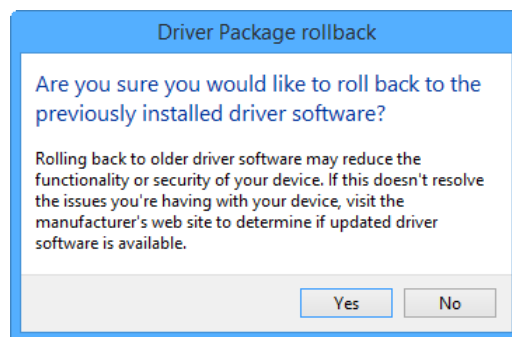 Driver Package rollback
Are you sure you would like to roll back to the
previously installed driver software?
Rolling back to older driver software may reduce the
functionality or security of your device. If this doesn't resolve
the issues you're having with your device, visit the
manufacturer's web site to determine if updated driver
software is available.
Yes
No